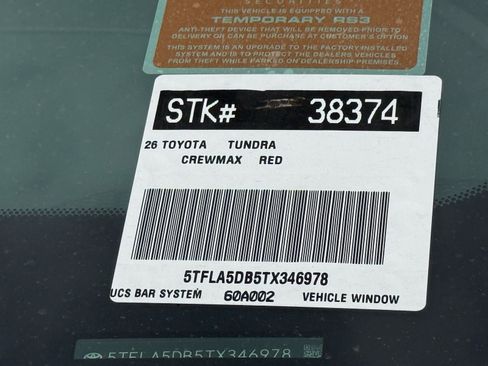 SECURITIES
THIS VEHICLE IS EQUIPPED WITH A
TEMPORARY RS3
ANTI-THEFT DEVICE THAT WILL BE REMOVED PRIOR TO
DELIVERY OR CAN BE PURCHASED AT CUSTOMER'S OPTION
THIS SYSTEM IS AN UPGRADE TO THE FACTORY INSTALLED
SYSTEM AND IS TO PROTECT THE DEALERS VEHICLES
FROM THEFT WHILE PARKED ON DEALERSHIP PREMISES.
STK# 38374
26 TOYOTA TUNDRA
CREWMAX RED
5TFLA5DB5TX346978
UCS BAR SYSTEM 60A002 VEHICLE WINDOW
5TFLA5DB5TX346978